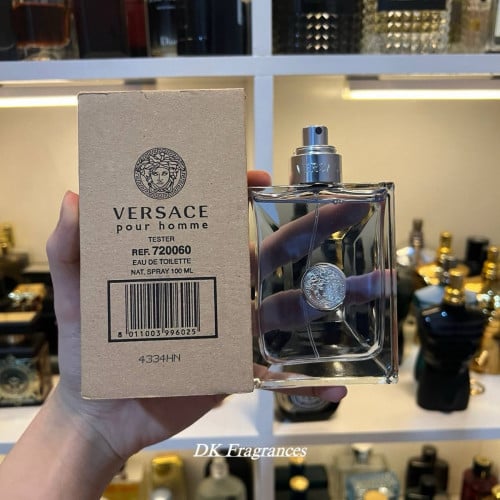 VERSACE
pour homme
TESTER
REF. 720060
EAU DE TOILETTE
NAT. SPRAY 100 ML
8 011003 996025
4334HN
DK Fragrances